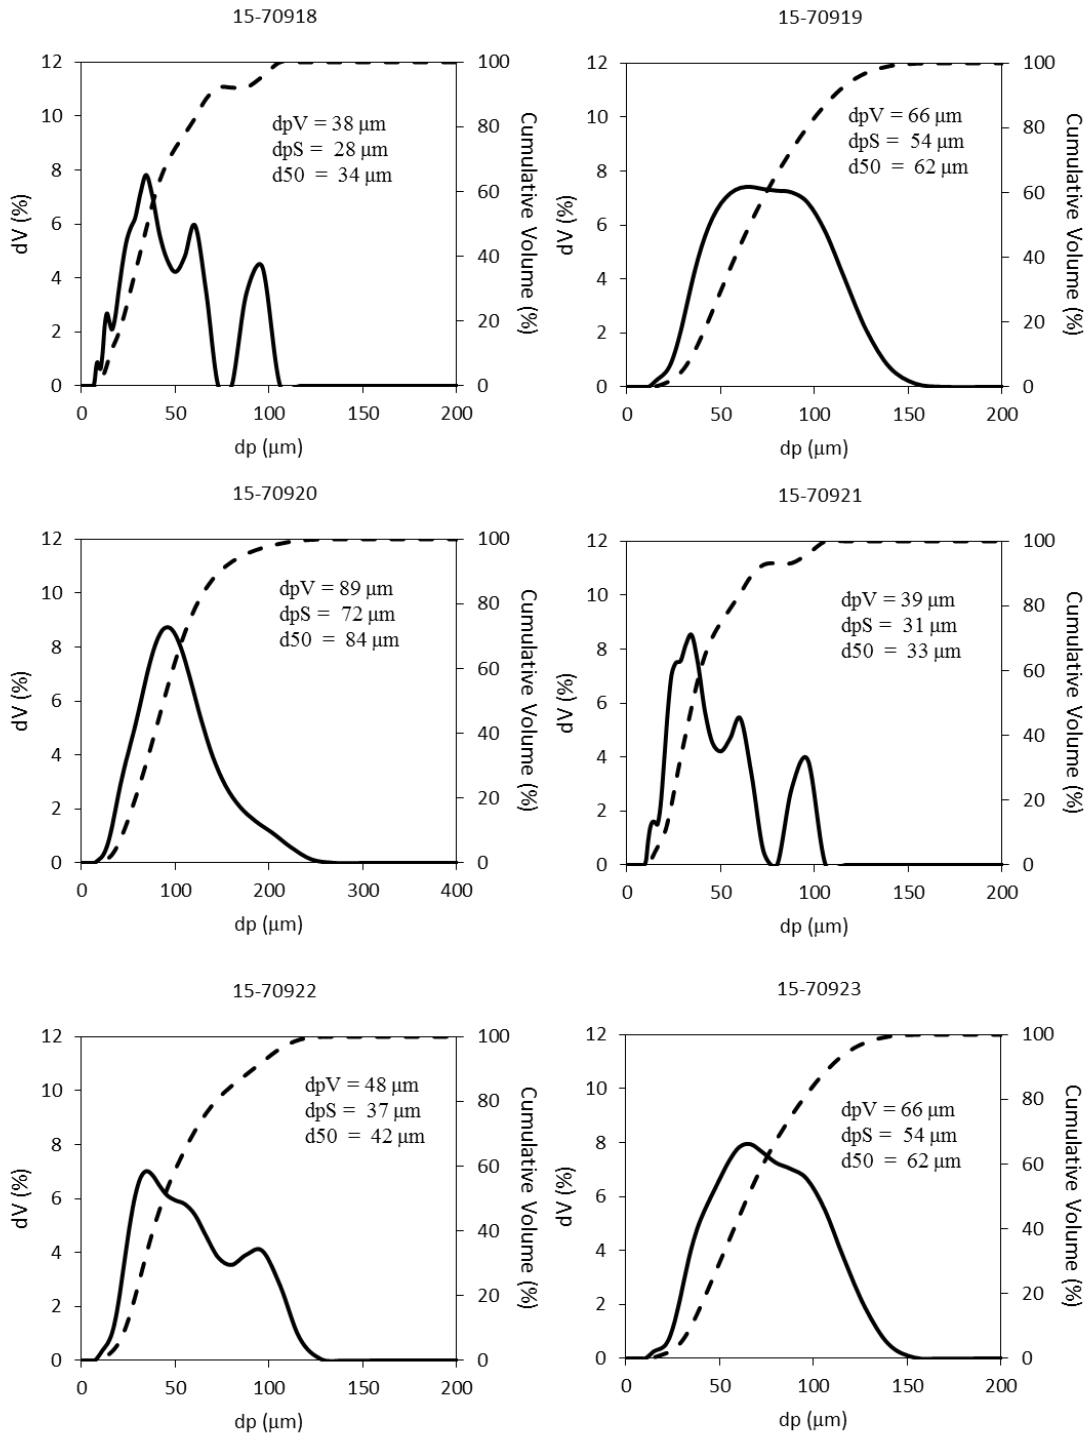 15-70918
12
10
8
6
4
2
0
dV (%)
100
80
60
40
20
0
Cumulative Volume (%)
dpV = 38 μm
dpS = 28 μm
d50 = 34 μm
0 50 100 150 200
dp (μm)
15-70919
12
10
8
6
4
2
0
dV (%)
100
80
60
40
20
0
Cumulative Volume (%)
dpV = 66 μm
dpS = 54 μm
d50 = 62 μm
0 50 100 150 200
dp (μm)
15-70920
12
10
8
6
4
2
0
dV (%)
100
80
60
40
20
0
Cumulative Volume (%)
dpV = 89 μm
dpS = 72 μm
d50 = 84 μm
0 100 200 300 400
dp (μm)
15-70921
12
10
8
6
4
2
0
dV (%)
100
80
60
40
20
0
Cumulative Volume (%)
dpV = 39 μm
dpS = 31 μm
d50 = 33 μm
0 50 100 150 200
dp (μm)
15-70922
12
10
8
6
4
2
0
dV (%)
100
80
60
40
20
0
Cumulative Volume (%)
dpV = 48 μm
dpS = 37 μm
d50 = 42 μm
0 50 100 150 200
dp (μm)
15-70923
12
10
8
6
4
2
0
dV (%)
100
80
60
40
20
0
Cumulative Volume (%)
dpV = 66 μm
dpS = 54 μm
d50 = 62 μm
0 50 100 150 200
dp (μm)